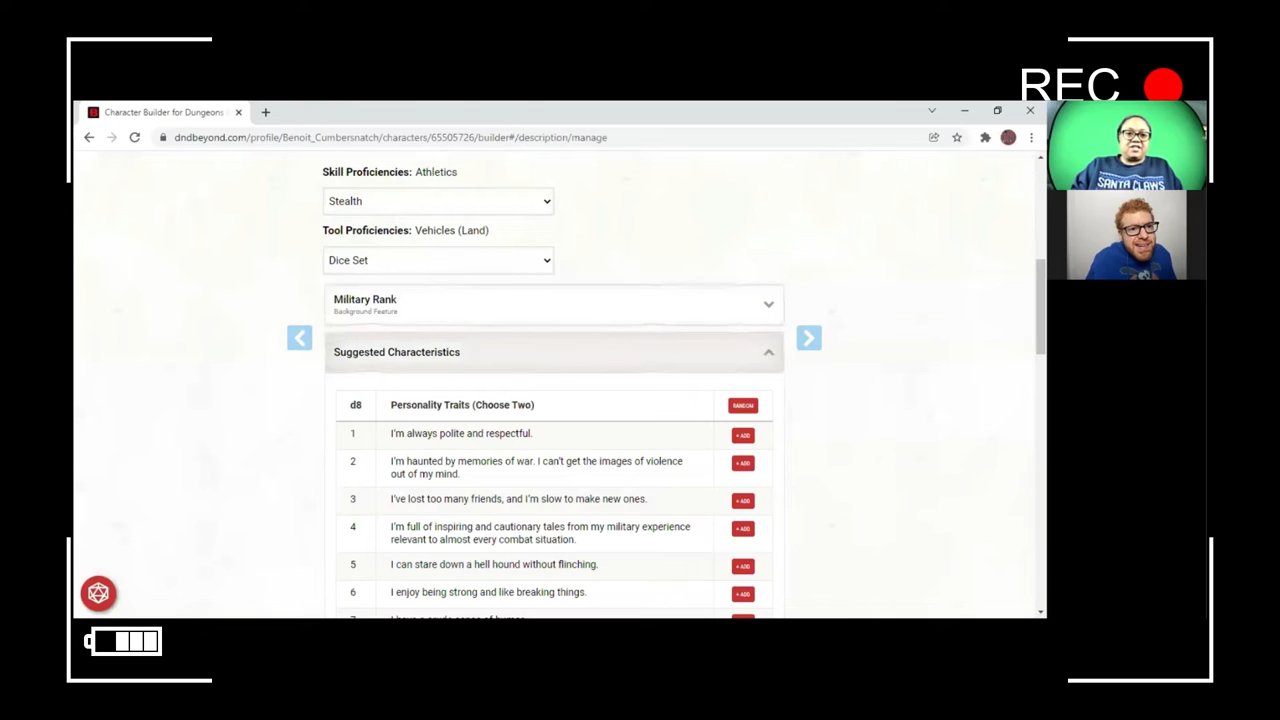 REC
Character Builder for Dungeons
dndbeyond.com/profile/Benoit_Cumbersnatch/characters/65505726/builder#/description/manage
SANTA CLAWS
Skill Proficiencies: Athletics
Stealth
Tool Proficiencies: Vehicles (Land)
Dice Set
Military Rank
Background Feature
Suggested Characteristics
d8 Personality Traits (Choose Two) RANDOM
1 I'm always polite and respectful. + ADD
2 I'm haunted by memories of war. I can't get the images of violence + ADD
out of my mind.
3 I've lost too many friends, and I'm slow to make new ones. + ADD
4 I'm full of inspiring and cautionary tales from my military experience + ADD
relevant to almost every combat situation.
5 I can stare down a hell hound without flinching. + ADD
6 I enjoy being strong and like breaking things. + ADD